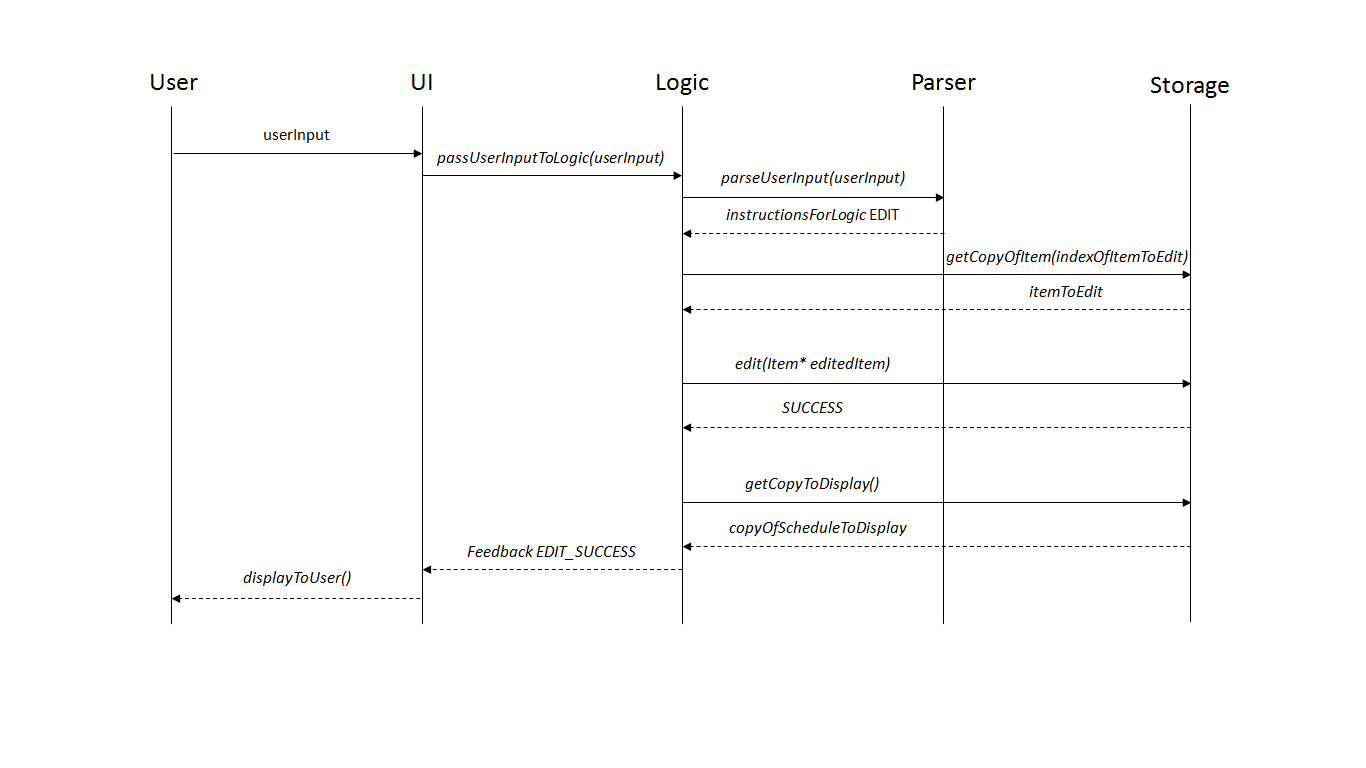 User
UI
Logic
Parser
Storage
userInput
passUserInputToLogic(userInput)
parseUserInput(userInput)
instructionsForLogic EDIT
getCopyOfItem(indexOfItemToEdit)
itemToEdit
edit(Item* editedItem)
SUCCESS
getCopyToDisplay()
copyOfScheduleToDisplay
Feedback EDIT_SUCCESS
displayToUser()